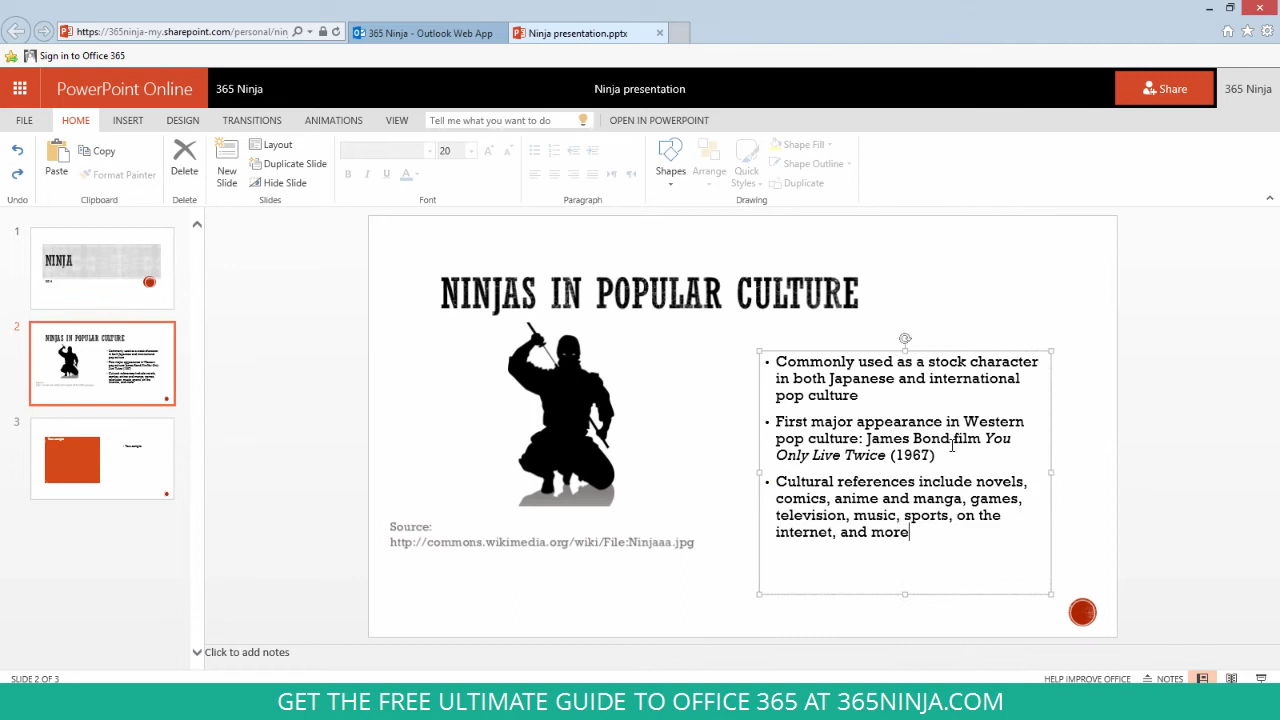 https://365ninja-my.sharepoint.com/personal/nin
365 Ninja - Outlook Web App
Ninja presentation.pptx
Sign in to Office 365
PowerPoint Online
365 Ninja
Ninja presentation
Share
365 Ninja
FILE
HOME
INSERT
DESIGN
TRANSITIONS
ANIMATIONS
VIEW
Tell me what you want to do
OPEN IN POWERPOINT
Paste
Copy
Format Painter
Delete
New Slide
Layout
Duplicate Slide
Hide Slide
20
B I U A
Shapes
Arrange
Quick Styles
Shape Fill
Shape Outline
Duplicate
Undo
Clipboard
Delete
Slides
Font
Paragraph
Drawing
1
NINJA
2
NINJAS IN POPULAR CULTURE
3
NINJAS IN POPULAR CULTURE
• Commonly used as a stock character
in both Japanese and international
pop culture
• First major appearance in Western
pop culture: James Bond film You
Only Live Twice (1967)
• Cultural references include novels,
comics, anime and manga, games,
television, music, sports, on the
internet, and more
Source:
http://commons.wikimedia.org/wiki/File:Ninjaaa.jpg
Click to add notes
SLIDE 2 OF 3
HELP IMPROVE OFFICE
NOTES
GET THE FREE ULTIMATE GUIDE TO OFFICE 365 AT 365NINJA.COM